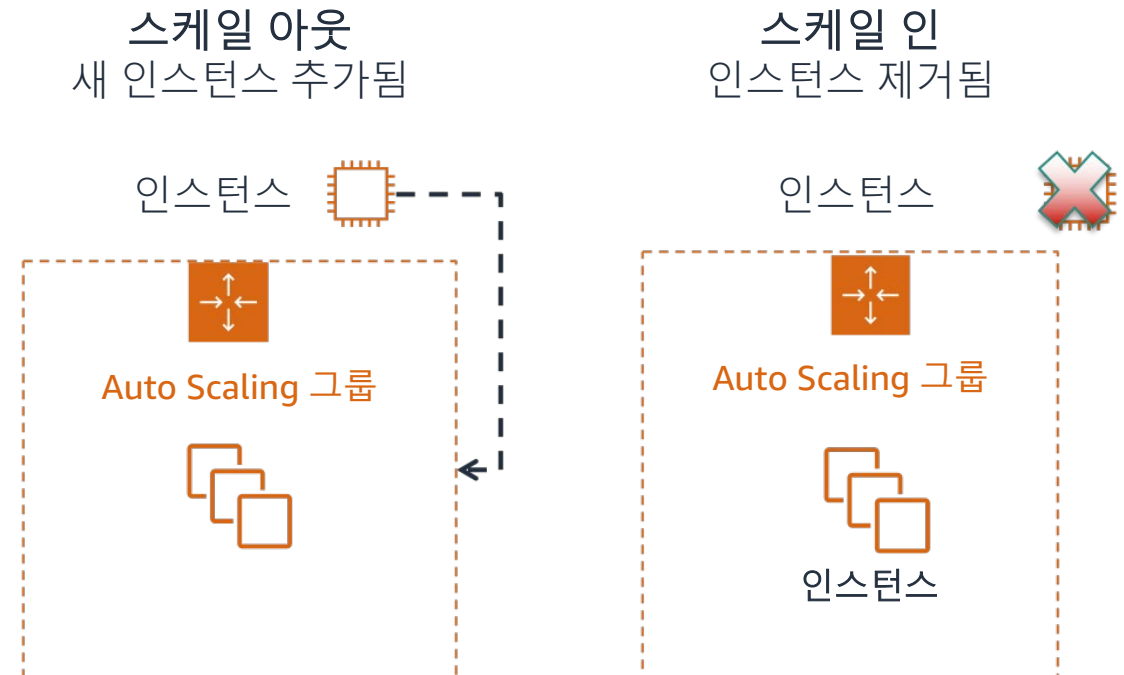 스케일 아웃
새 인스턴스 추가됨
인스턴스
Auto Scaling 그룹
스케일 인
인스턴스 제거됨
인스턴스
Auto Scaling 그룹
인스턴스